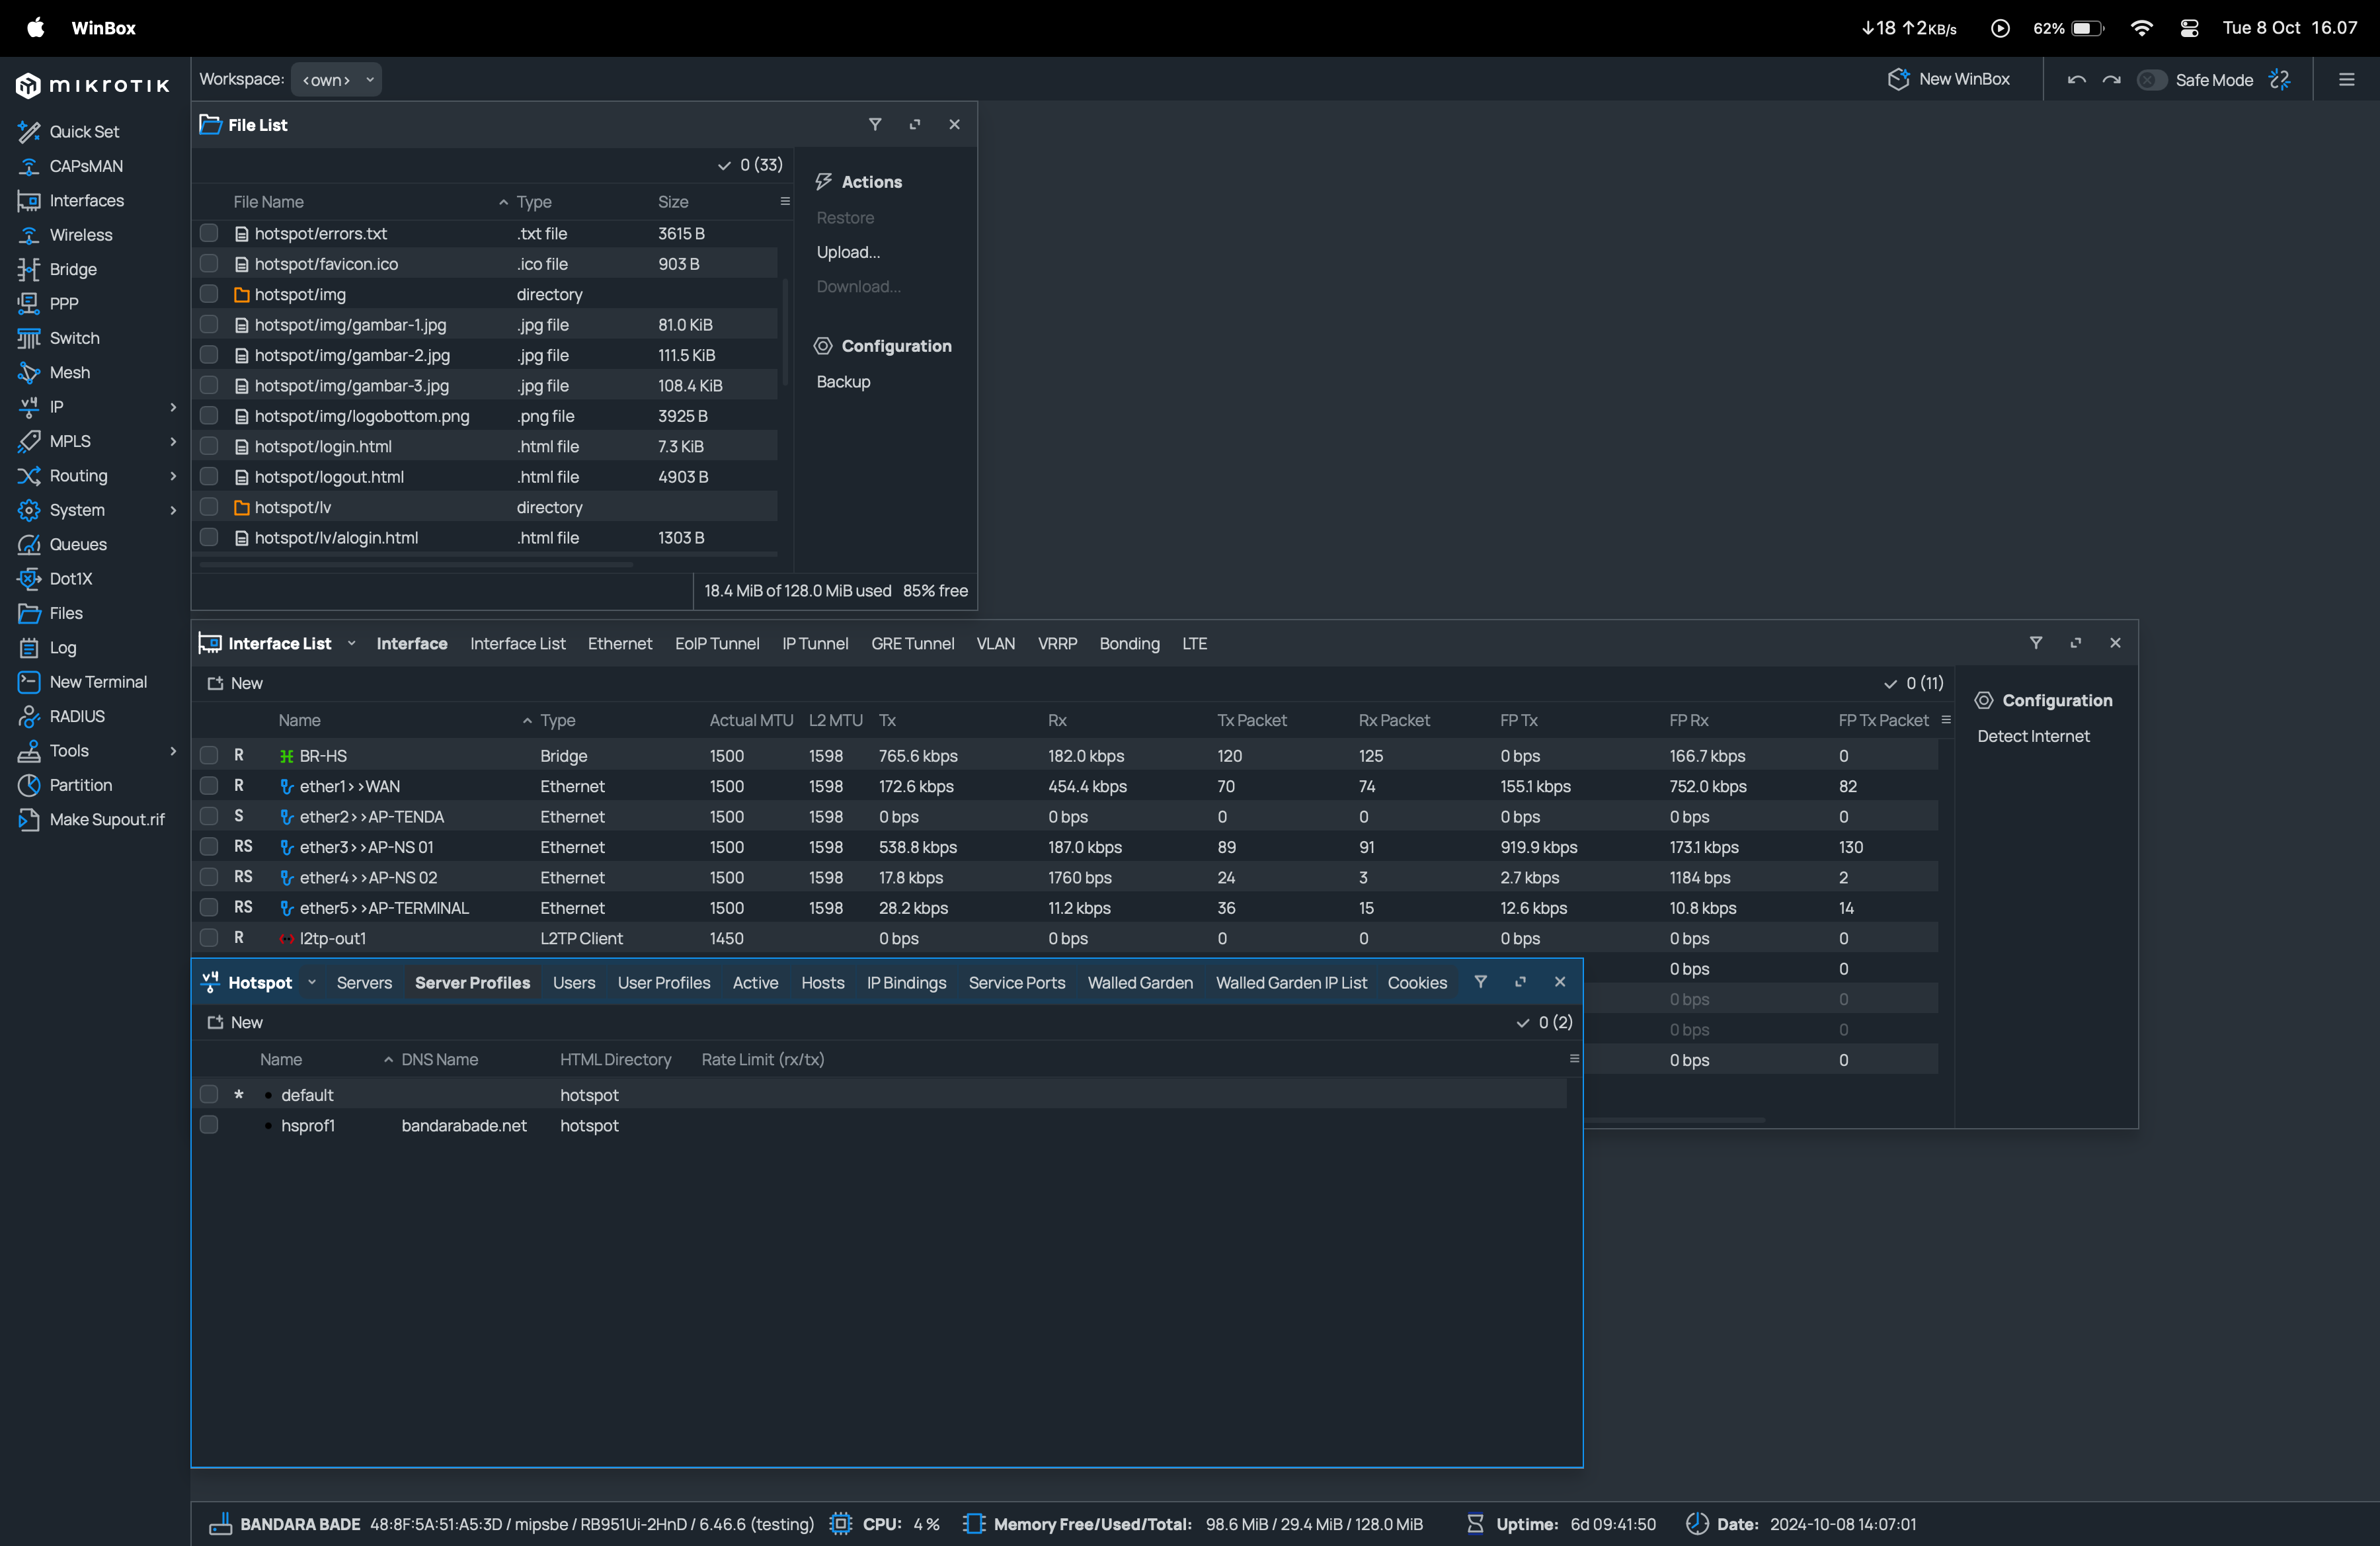 WinBox
↓18 ↑2KB/s 62% Tue 8 Oct 16.07
mikrotik
Workspace: <own> New WinBox Safe Mode
Quick Set
CAPsMAN
Interfaces
Wireless
Bridge
PPP
Switch
Mesh
IP
MPLS
Routing
System
Queues
Dot1X
Files
Log
New Terminal
RADIUS
Tools
Partition
Make Supout.rif
File List
0 (33)
File Name Type Size
hotspot/errors.txt .txt file 3615 B
hotspot/favicon.ico .ico file 903 B
hotspot/img directory
hotspot/img/gambar-1.jpg .jpg file 81.0 KiB
hotspot/img/gambar-2.jpg .jpg file 111.5 KiB
hotspot/img/gambar-3.jpg .jpg file 108.4 KiB
hotspot/img/logobottom.png .png file 3925 B
hotspot/login.html .html file 7.3 KiB
hotspot/logout.html .html file 4903 B
hotspot/lv directory
hotspot/lv/alogin.html .html file 1303 B
18.4 MiB of 128.0 MiB used 85% free
Actions
Restore
Upload...
Download...
Configuration
Backup
Interface List Interface Interface List Ethernet EoIP Tunnel IP Tunnel GRE Tunnel VLAN VRRP Bonding LTE
New 0 (11)
Name Type Actual MTU L2 MTU Tx Rx Tx Packet Rx Packet FP Tx FP Rx FP Tx Packet
R BR-HS Bridge 1500 1598 765.6 kbps 182.0 kbps 120 125 0 bps 166.7 kbps 0
R ether1>>WAN Ethernet 1500 1598 172.6 kbps 454.4 kbps 70 74 155.1 kbps 752.0 kbps 82
S ether2>>AP-TENDA Ethernet 1500 1598 0 bps 0 bps 0 0 0 bps 0 bps 0
RS ether3>>AP-NS 01 Ethernet 1500 1598 538.8 kbps 187.0 kbps 89 91 919.9 kbps 173.1 kbps 130
RS ether4>>AP-NS 02 Ethernet 1500 1598 17.8 kbps 1760 bps 24 3 2.7 kbps 1184 bps 2
RS ether5>>AP-TERMINAL Ethernet 1500 1598 28.2 kbps 11.2 kbps 36 15 12.6 kbps 10.8 kbps 14
R l2tp-out1 L2TP Client 1450 0 bps 0 bps 0 0 0 bps 0 bps 0
0 bps 0
0 bps 0
0 bps 0
0 bps 0
Configuration
Detect Internet
Hotspot Servers Server Profiles Users User Profiles Active Hosts IP Bindings Service Ports Walled Garden Walled Garden IP List Cookies
New 0 (2)
Name DNS Name HTML Directory Rate Limit (rx/tx)
* default hotspot
hsprof1 bandarabade.net hotspot
BANDARA BADE 48:8F:5A:51:A5:3D / mipsbe / RB951Ui-2HnD / 6.46.6 (testing) CPU: 4 % Memory Free/Used/Total: 98.6 MiB / 29.4 MiB / 128.0 MiB Uptime: 6d 09:41:50 Date: 2024-10-08 14:07:01